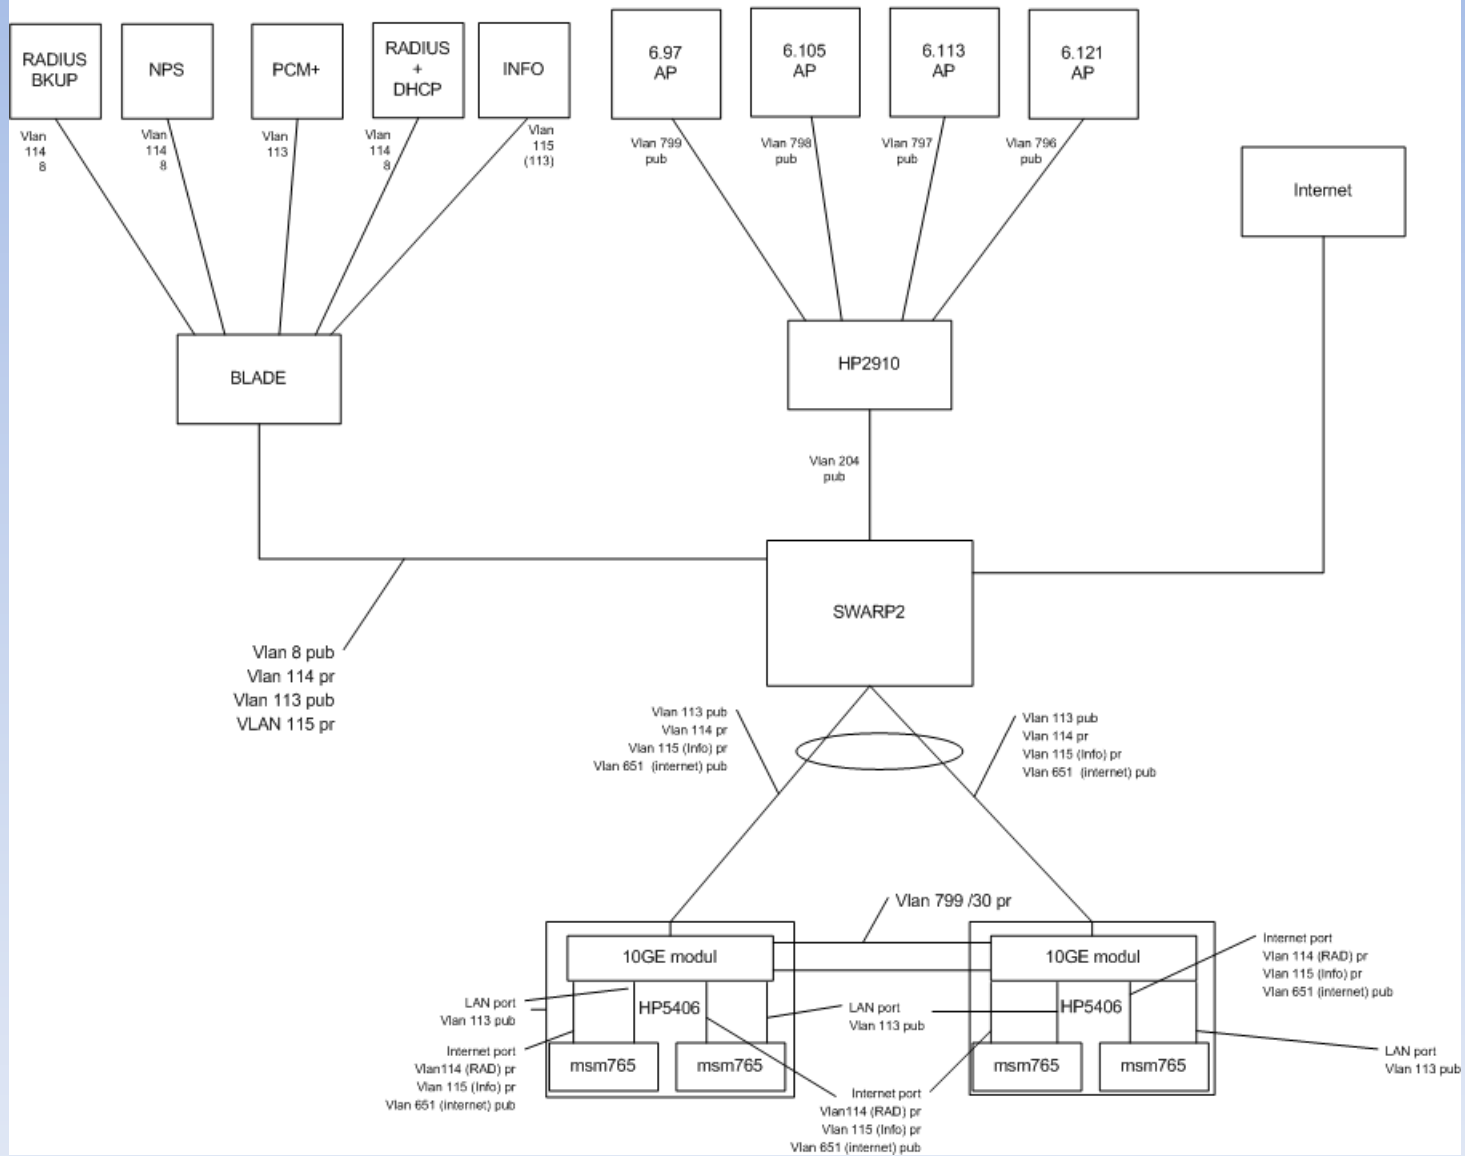 RADIUS
BKUP
NPS
PCM+
RADIUS
+
DHCP
INFO
6.97
AP
6.105
AP
6.113
AP
6.121
AP
Vlan
114
8
Vlan
114
8
Vlan
113
Vlan
114
8
Vlan
115
(113)
Vlan 799
pub
Vlan 798
pub
Vlan 797
pub
Vlan 796
pub
Internet
BLADE
HP2910
Vlan 204
pub
SWARP2
Vlan 8 pub
Vlan 114 pr
Vlan 113 pub
VLAN 115 pr
Vlan 113 pub
Vlan 114 pr
Vlan 115 (Info) pr
Vlan 651 (internet) pub
Vlan 113 pub
Vlan 114 pr
Vlan 115 (Info) pr
Vlan 651 (internet) pub
Vlan 799 /30 pr
10GE modul
10GE modul
HP5406
HP5406
msm765
msm765
msm765
msm765
LAN port
Vlan 113 pub
Internet port
Vlan114 (RAD) pr
Vlan 115 (Info) pr
Vlan 651 (internet) pub
LAN port
Vlan 113 pub
Internet port
Vlan114 (RAD) pr
Vlan 115 (Info) pr
Vlan 651 (internet) pub
Internet port
Vlan 114 (RAD) pr
Vlan 115 (Info) pr
Vlan 651 (internet) pub
LAN port
Vlan 113 pub